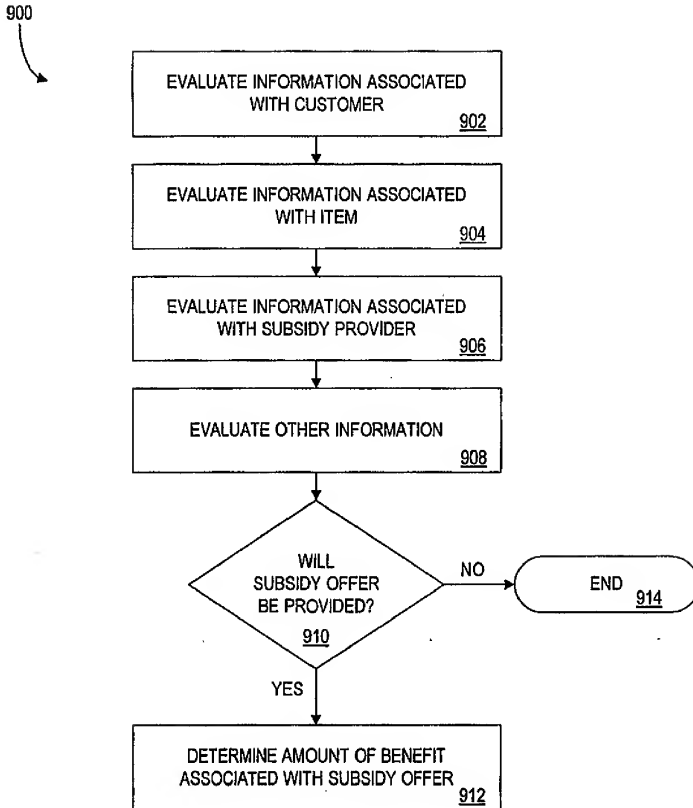 900
EVALUATE INFORMATION ASSOCIATED
WITH CUSTOMER
902
EVALUATE INFORMATION ASSOCIATED
WITH ITEM
904
EVALUATE INFORMATION ASSOCIATED
WITH SUBSIDY PROVIDER
906
EVALUATE OTHER INFORMATION
908
WILL
SUBSIDY OFFER
BE PROVIDED?
910
NO
END
914
YES
DETERMINE AMOUNT OF BENEFIT
ASSOCIATED WITH SUBSIDY OFFER
912